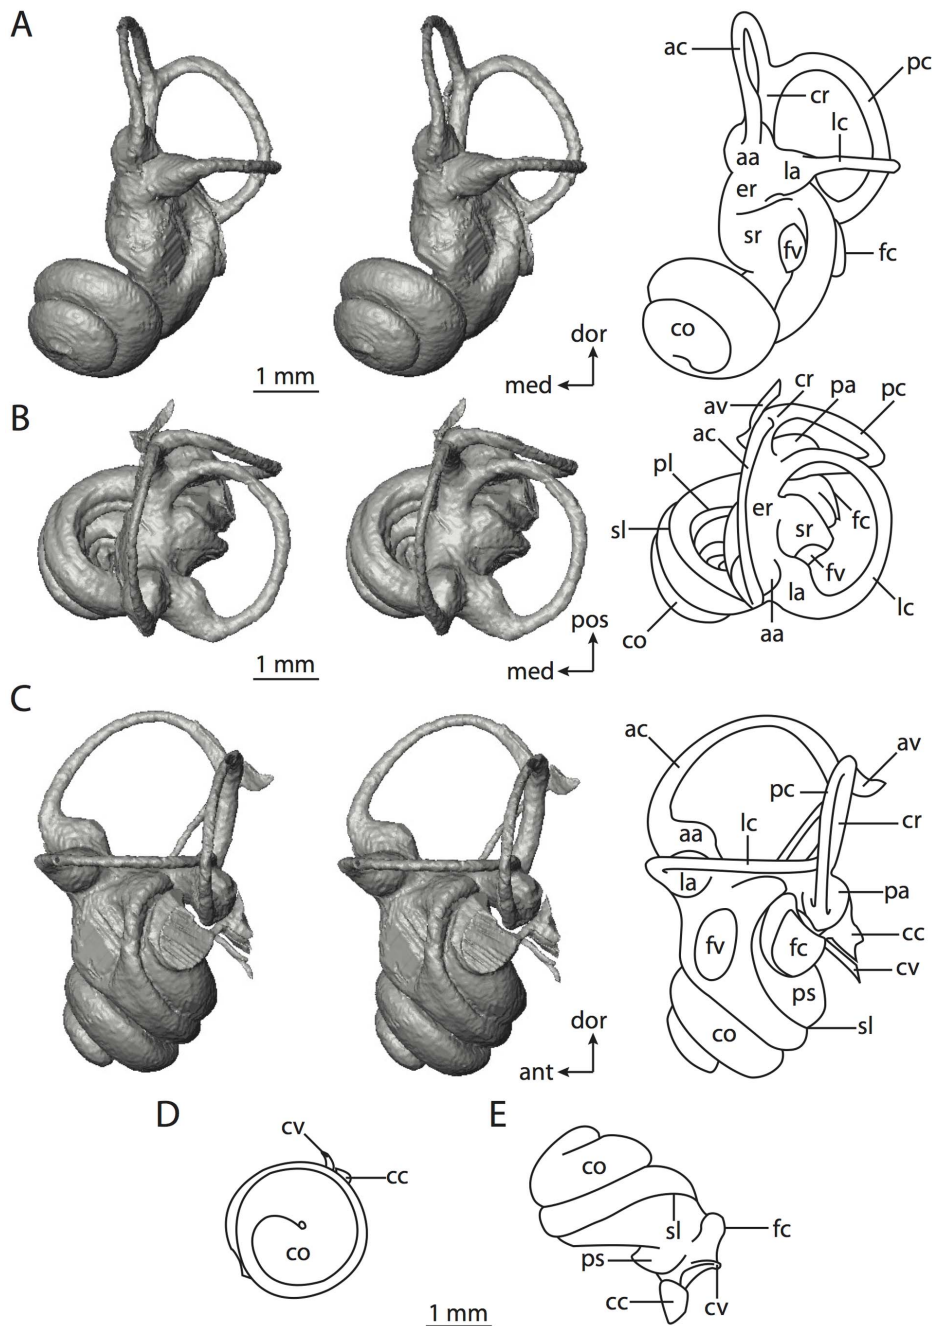 A
ac
pc
cr
lc
aa
la
er
sr
fv
fc
co
dor
1 mm
med
B
av
cr
pa
pc
ac
pl
er
sl
fc
sr
fv
la
pos
co
aa
lc
1 mm
med
C
ac
av
pc
lc
cr
aa
la
pa
fv
fc
cc
cv
ps
dor
co
sl
ant
D
E
cv
co
cc
sl
fc
co
ps
cc
cv
1 mm